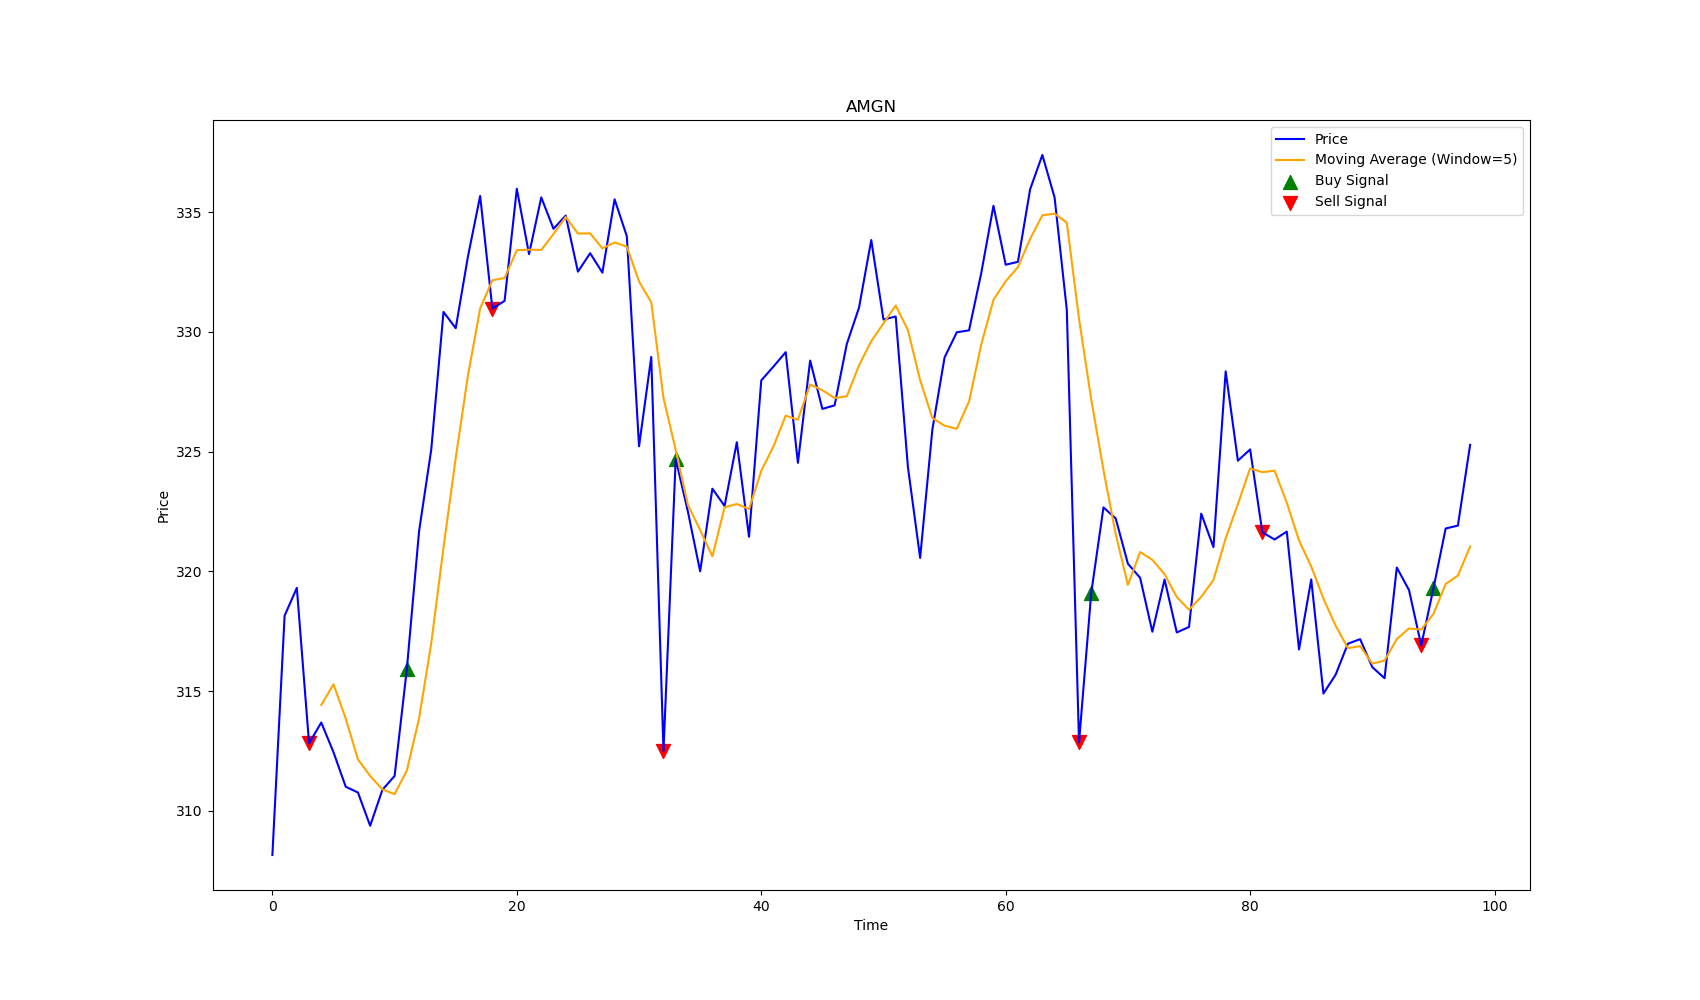 AMGN
Price
Moving Average (Window=5)
Buy Signal
Sell Signal
335
330
325
320
315
310
Price
0 20 40 60 80 100
Time